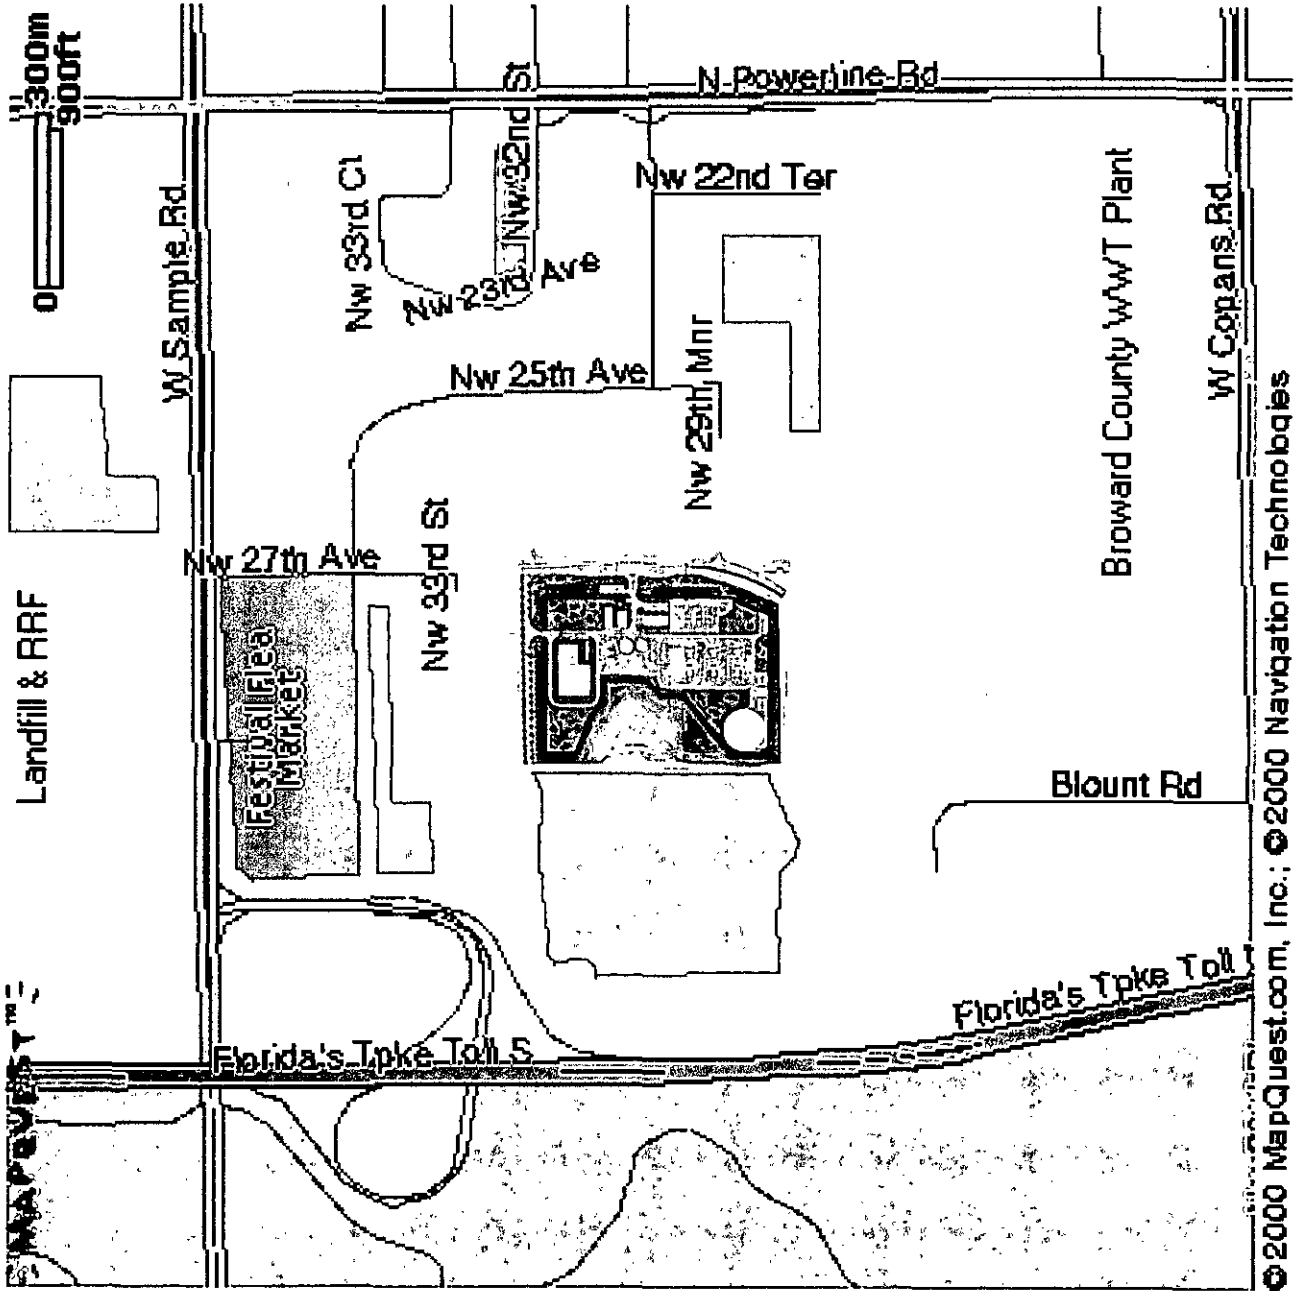 MAPQUEST™
0
300m
900ft
Landfill & RRF
W Sample Rd
Festival Flea
Market
Nw 27th Ave
Nw 33rd Ct
Nw 33rd St
Nw 23rd Ave
Nw 32nd St
Nw 25th Ave
Nw 22nd Ter
Nw 29th Mnr
N Powerline Rd
Florida's Tpke Toll S
Florida's Tpke Toll
Blount Rd
Broward County WWT Plant
W Copans Rd
©2000 MapQuest.com, Inc.; ©2000 Navigation Technologies